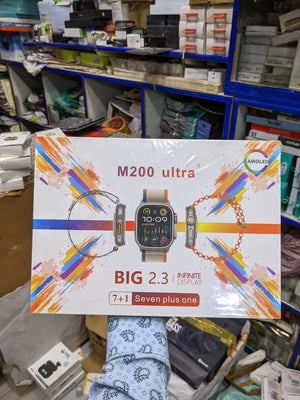 M200 ultra
AMOLED
10:09
BIG 2.3
INFINITE
DISPLAY
7+1 Seven plus one